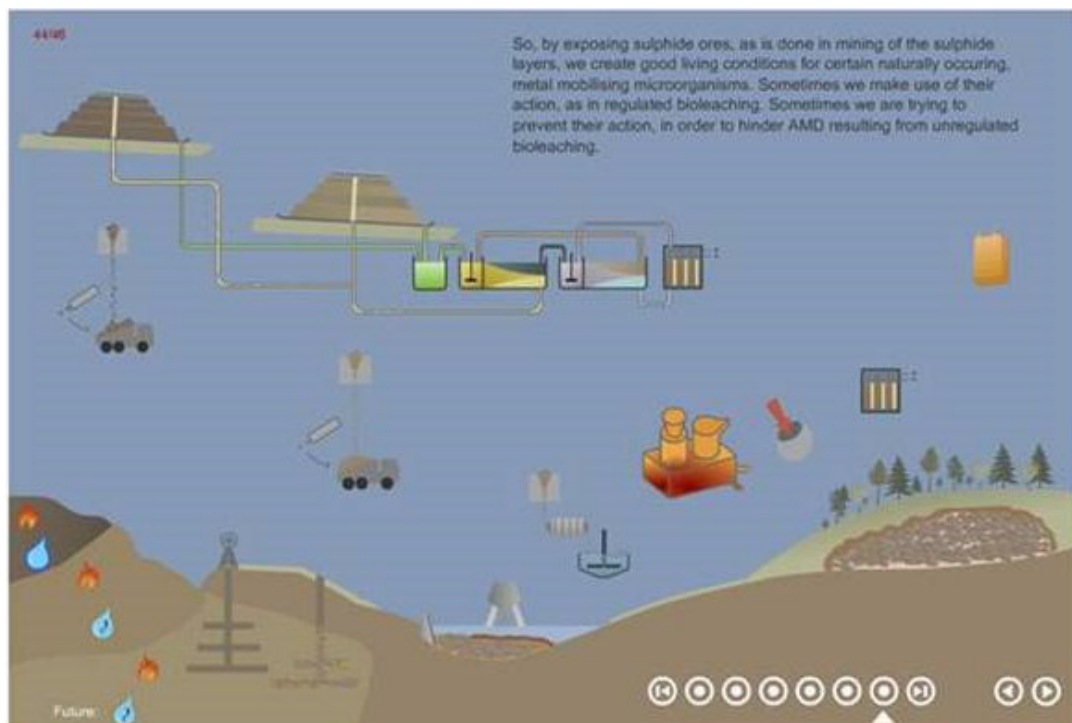 44/46
So, by exposing sulphide ores, as is done in mining of the sulphide
layers, we create good living conditions for certain naturally occuring,
metal mobilising microorganisms. Sometimes we make use of their
action, as in regulated bioleaching. Sometimes we are trying to
prevent their action, in order to hinder AMD resulting from unregulated
bioleaching.
Future: